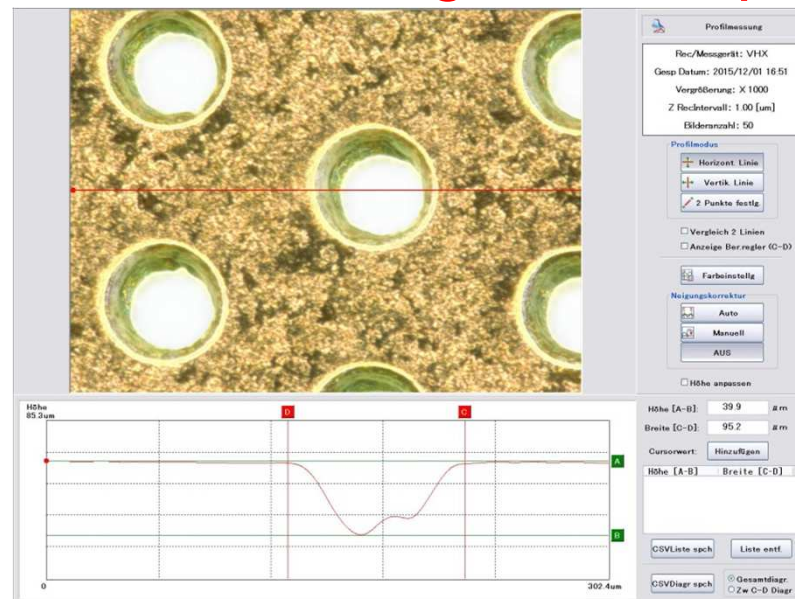 Profilmessung
Rec/Messgerät: VHX
Gesp Datum: 2015/12/01 16:51
Vergrößerung: X 1000
Z RecIntervall: 1.00 [um]
Bilderanzahl: 50
Profilmodus
Horizont. Linie
Vertik. Linie
2 Punkte festlg.
Vergleich 2 Linien
Anzeige Ber.regler (C-D)
Farbeinstellg
Neigungskorrektur
Auto
Manuell
AUS
Höhe anpassen
Höhe
85.3um
D
C
A
B
0
302.4um
Höhe [A-B]: 39.9 µm
Breite [C-D]: 95.2 µm
Cursorwert: Hinzufügen
Höhe [A-B] Breite [C-D]
CSVListe spch Liste entf.
CSVDiagr spch
Gesamtdiagr.
Zw C-D Diagr